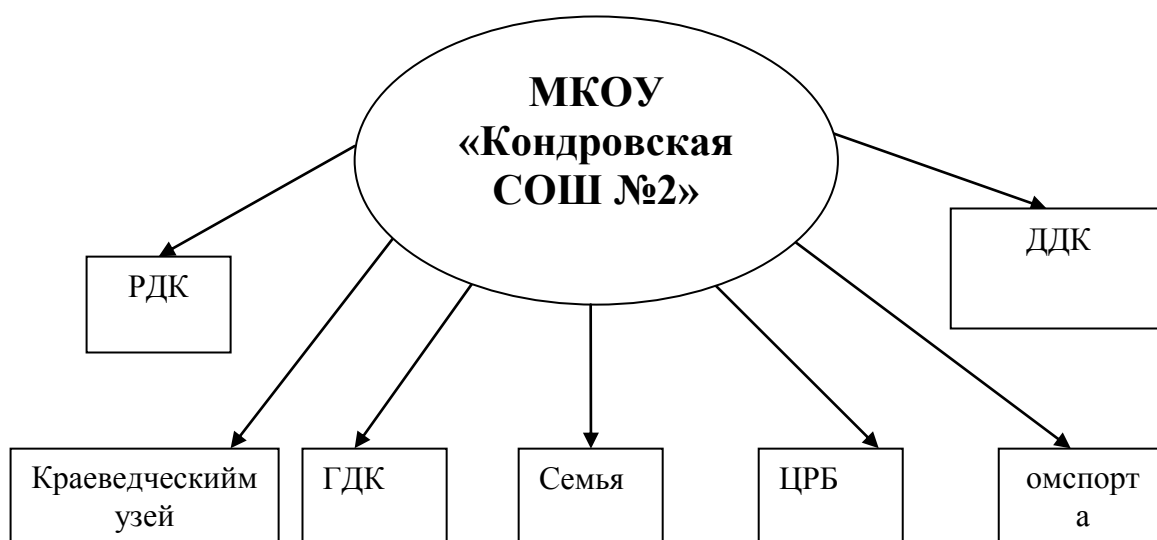 МКОУ
«Кондровская
СОШ №2»
ДДК
РДК
Краеведческийм
узей
ГДК
Семья
ЦРБ
омспорт
а